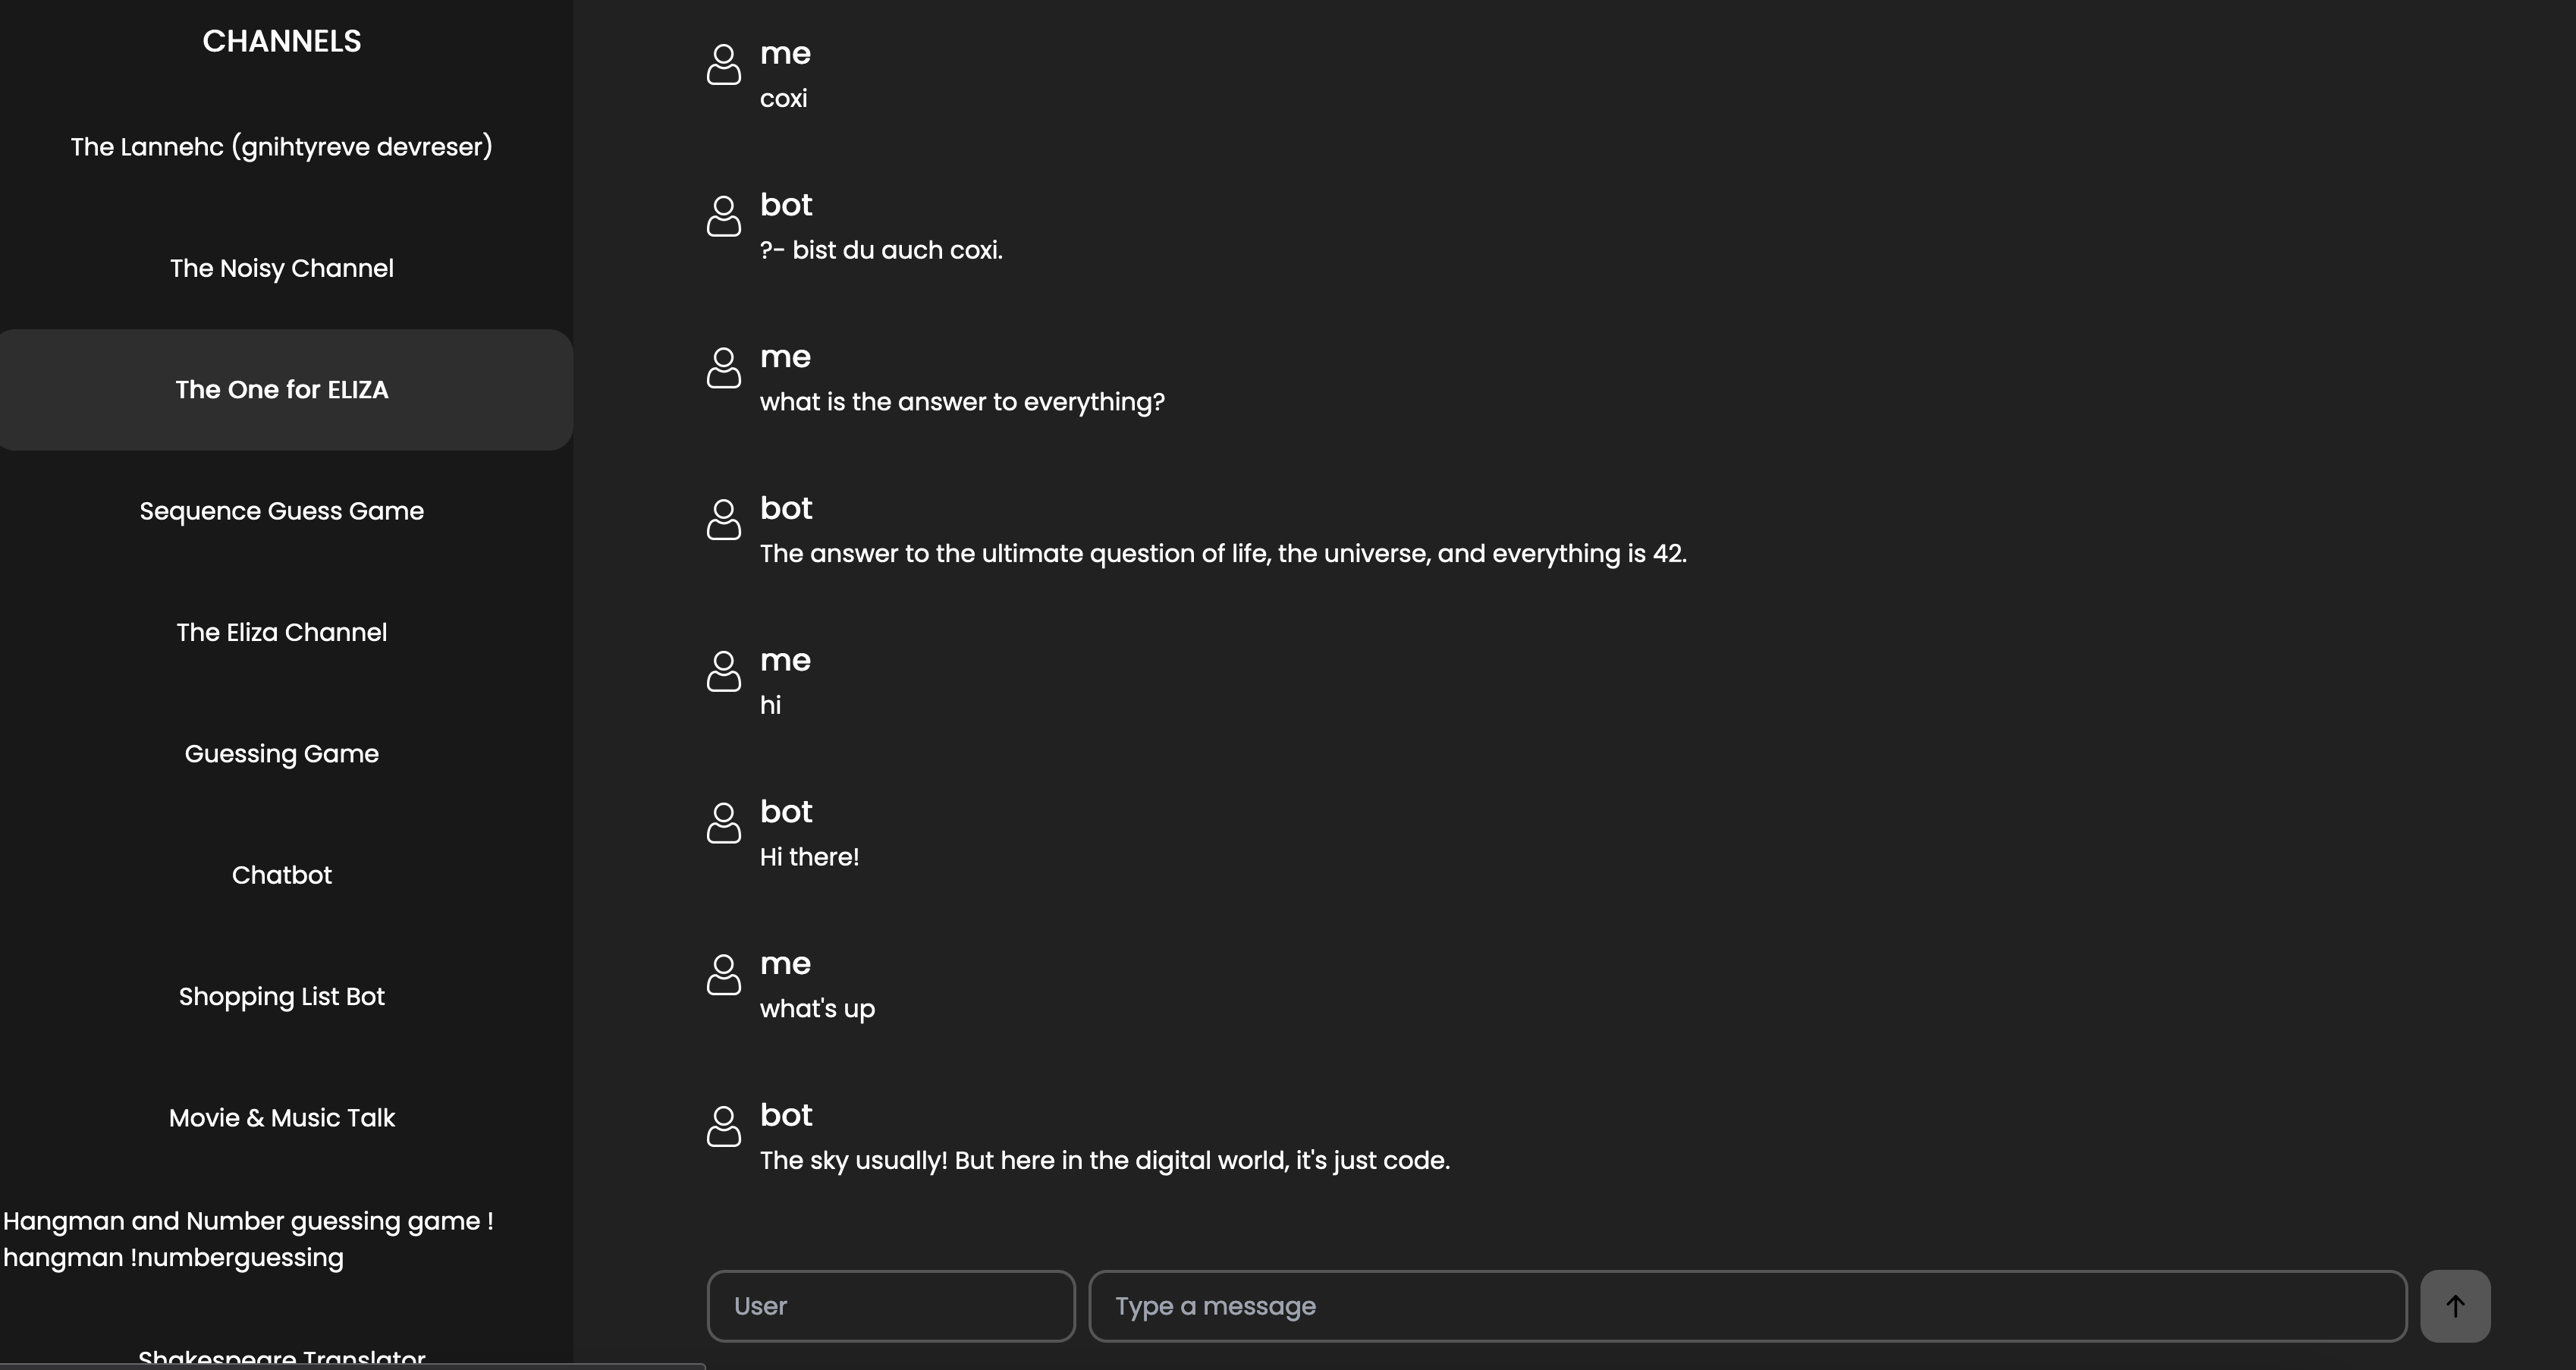 CHANNELS
The Lannehc (gnihtyreve devreser)
The Noisy Channel
The One for ELIZA
Sequence Guess Game
The Eliza Channel
Guessing Game
Chatbot
Shopping List Bot
Movie & Music Talk
Hangman and Number guessing game !
hangman !numberguessing
Shakespeare Translator
me
coxi
bot
?- bist du auch coxi.
me
what is the answer to everything?
bot
The answer to the ultimate question of life, the universe, and everything is 42.
me
hi
bot
Hi there!
me
what's up
bot
The sky usually! But here in the digital world, it's just code.
User
Type a message